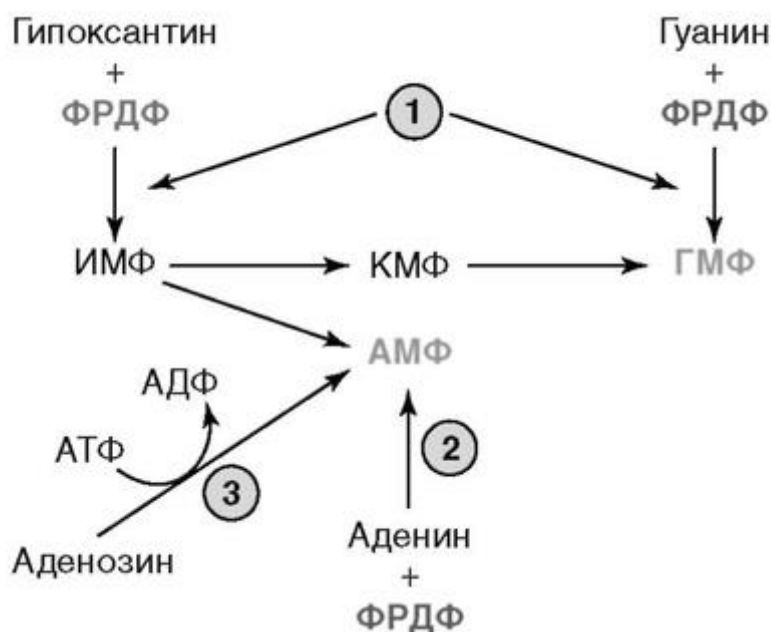 Гипоксантин
+
ФРДФ
Гуанин
+
ФРДФ
1
ИМФ
КМФ
ГМФ
АМФ
АДФ
АТФ
2
3
Аденозин
Аденин
+
ФРДФ